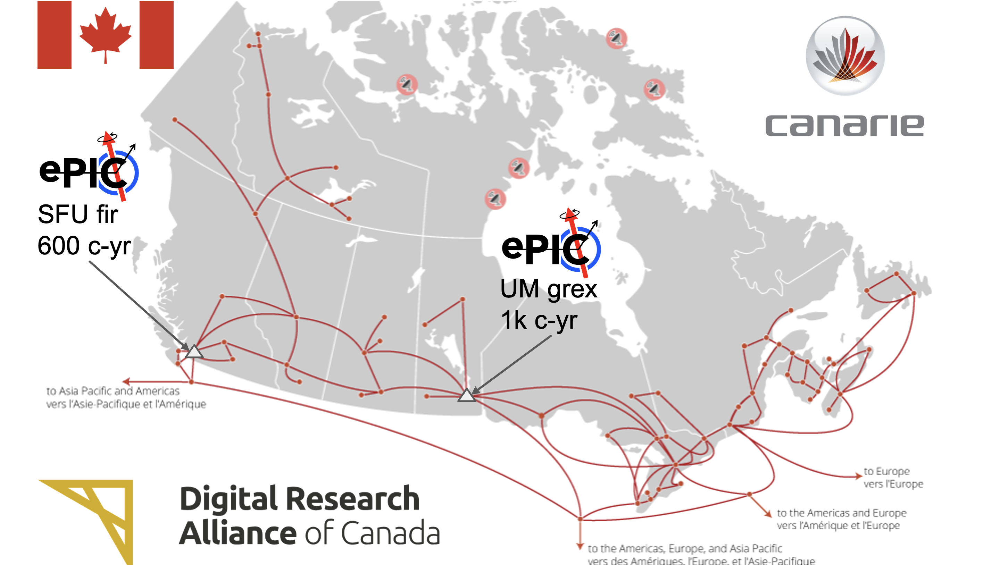 canarie
ePIC
SFU fir
600 c-yr
ePIC
UM grex
1k c-yr
to Asia Pacific and Americas
vers l'Asie-Pacifique et l'Amérique
to Europe
vers l'Europe
Digital Research
Alliance of Canada
to the Americas and Europe
vers l'Amérique et l'Europe
to the Americas, Europe, and Asia Pacific
vers des Amériques, l'Europe, et l'Asie-Pacifique